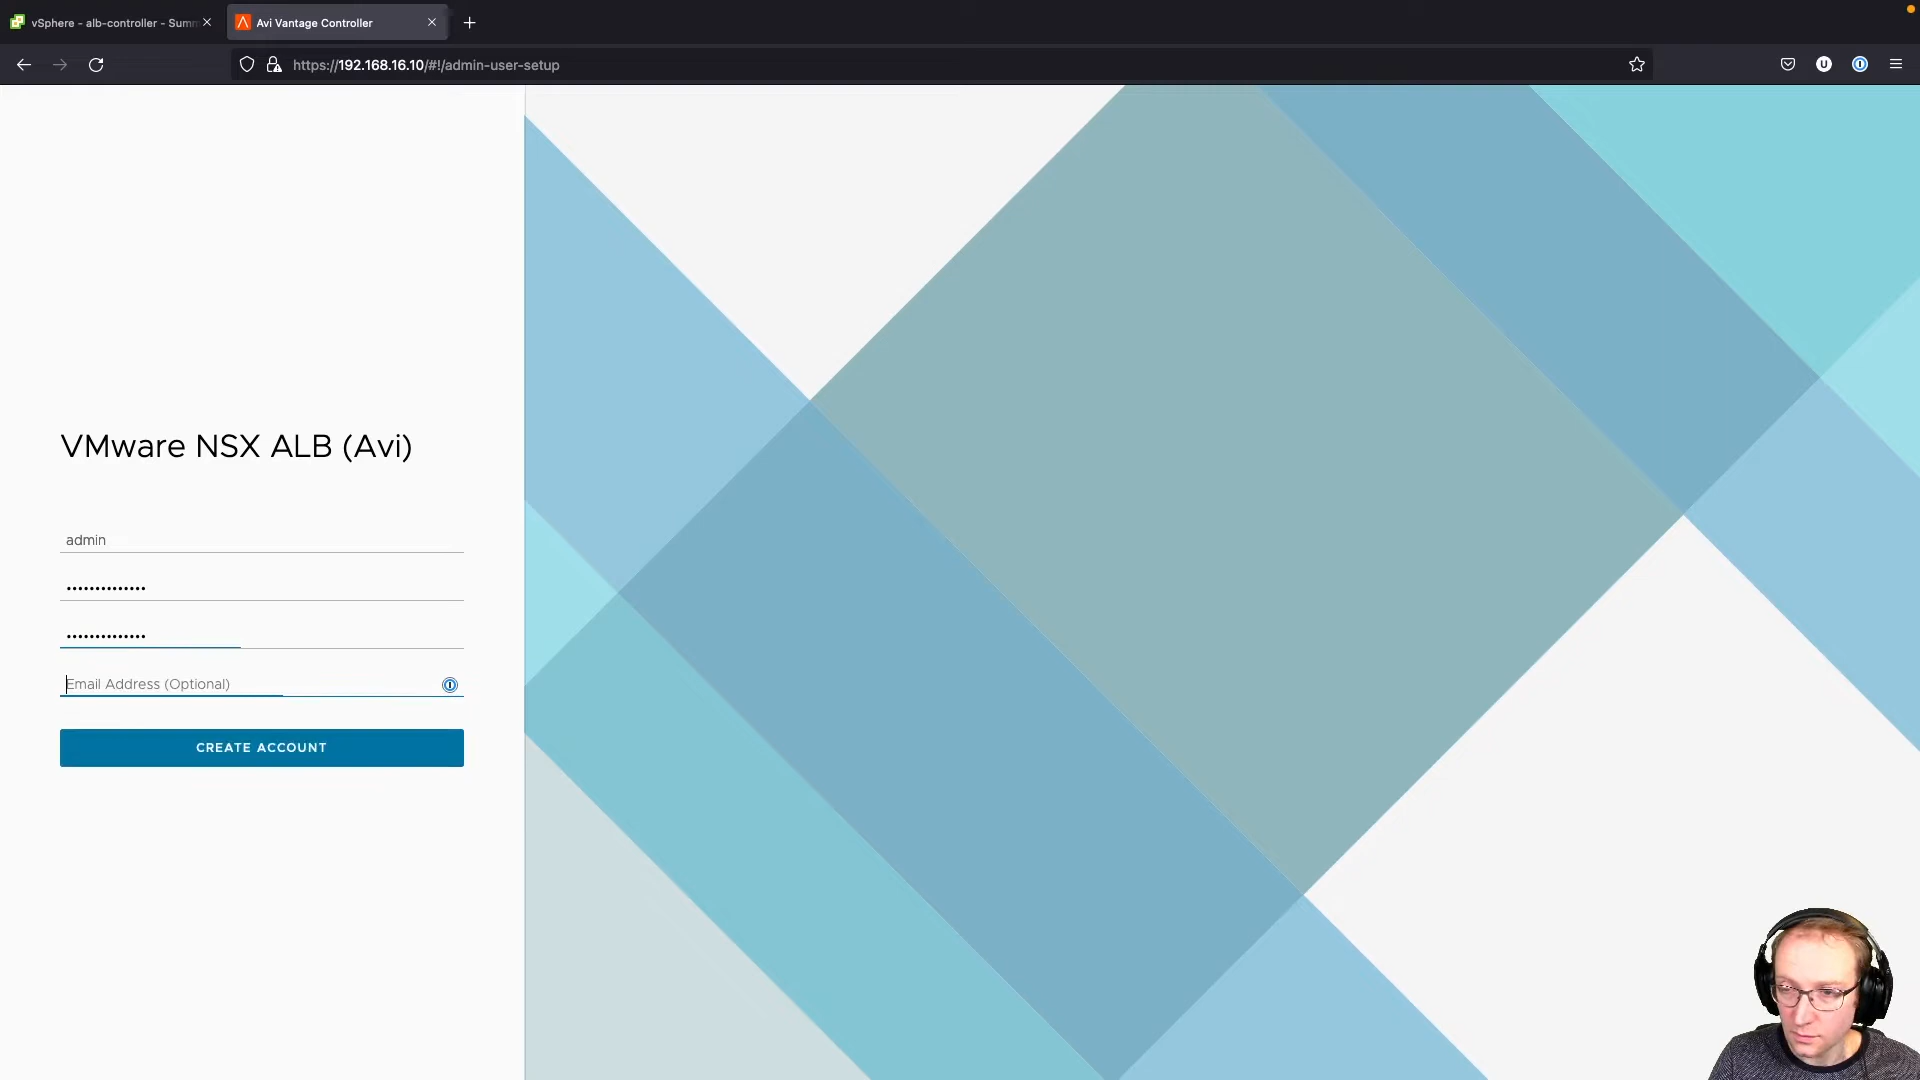 vSphere - alb-controller - Summ
Avi Vantage Controller
https://192.168.16.10/#!/admin-user-setup
VMware NSX ALB (Avi)
admin
••••••••••••••
••••••••••••••
Email Address (Optional)
CREATE ACCOUNT